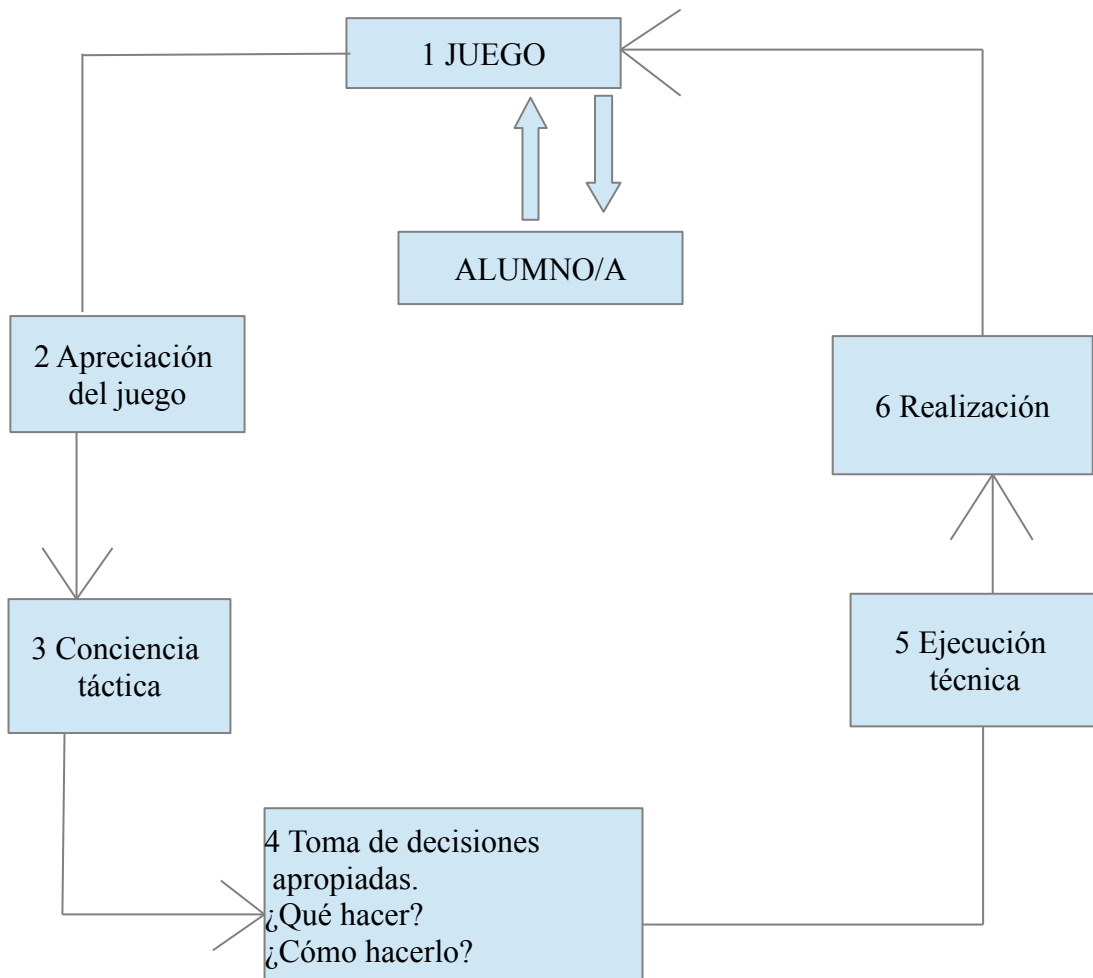 1 JUEGO
ALUMNO/A
2 Apreciación
del juego
3 Conciencia
táctica
4 Toma de decisiones
apropiadas.
¿Qué hacer?
¿Cómo hacerlo?
5 Ejecución
técnica
6 Realización